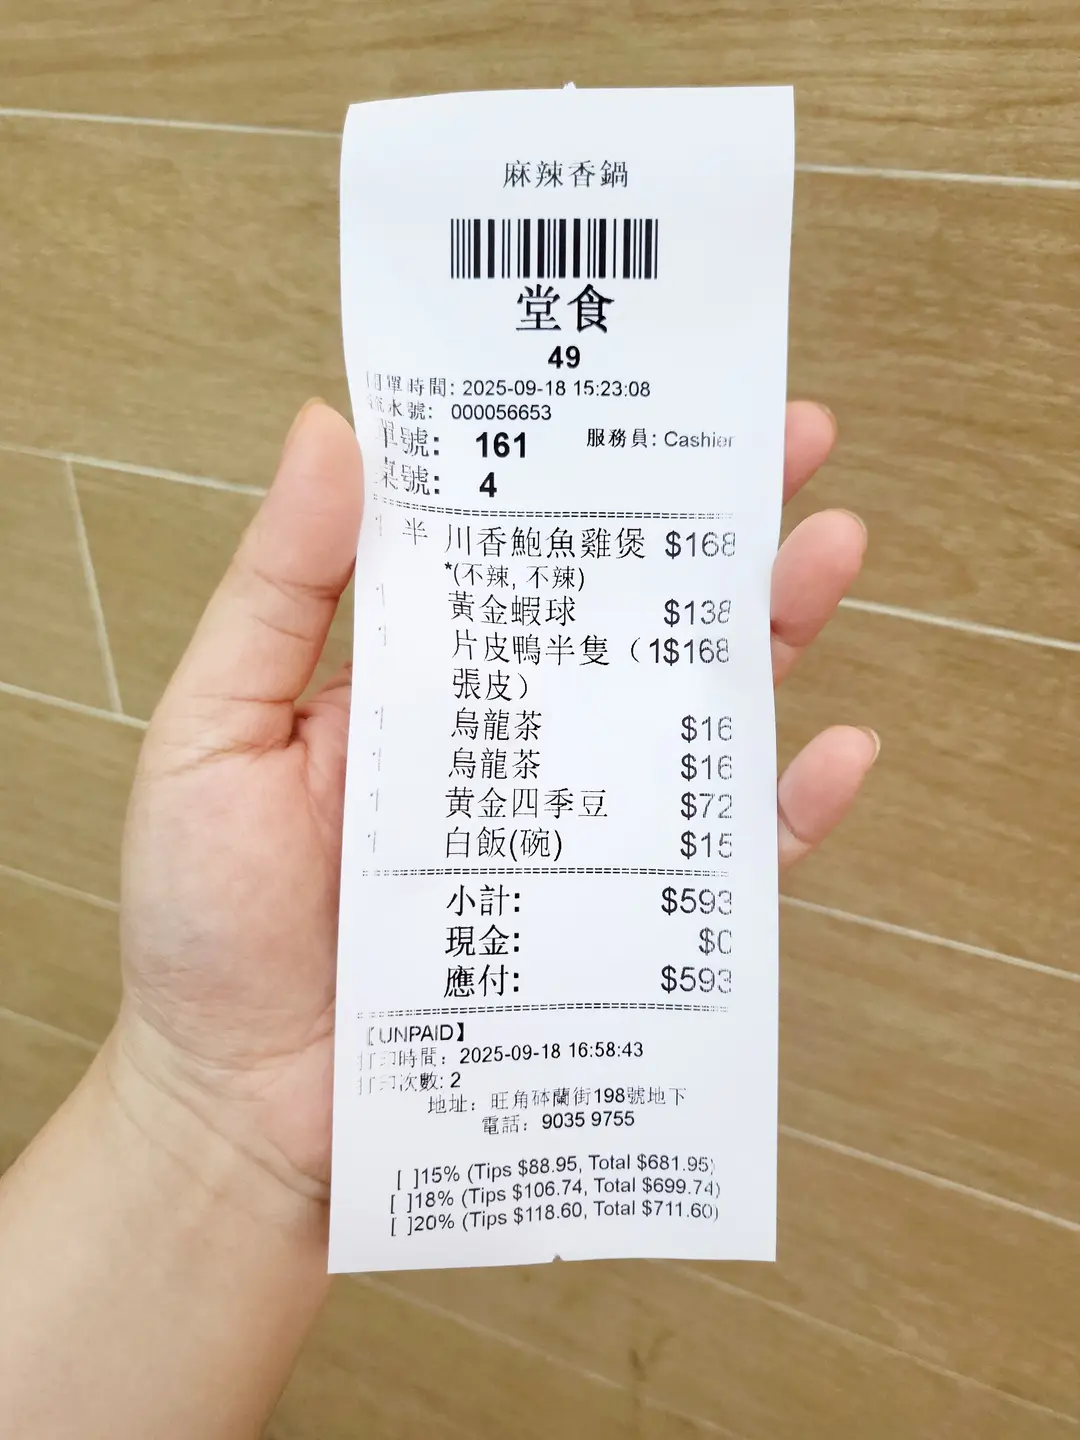 麻辣香鍋
堂食
49
單時間: 2025-09-18 15:23:08
水號: 000056653
單號: 161 服務員: Cashier
桌號: 4
1 半 川香鮑魚雞煲 $168
*(不辣, 不辣)
1 黃金蝦球 $138
1 片皮鴨半隻（1$168
張皮）
1 烏龍茶 $16
1 烏龍茶 $16
1 黄金四季豆 $72
1 白飯(碗) $15
小計: $593
現金: $0
應付: $593
【UNPAID】
打印時間: 2025-09-18 16:58:43
打印次數: 2
地址: 旺角砵蘭街198號地下
電話: 9035 9755
[ ]15% (Tips $88.95, Total $681.95)
[ ]18% (Tips $106.74, Total $699.74)
[ ]20% (Tips $118.60, Total $711.60)